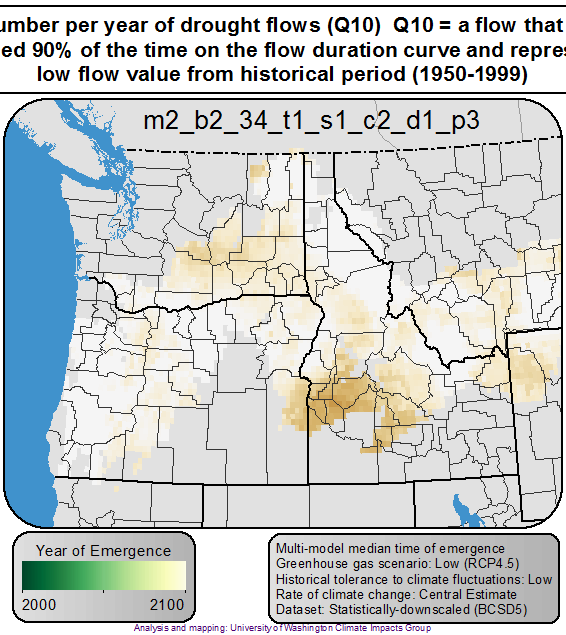 umber per year of drought flows (Q10)  Q10 = a flow that
ed 90% of the time on the flow duration curve and repres
low flow value from historical period (1950-1999)
m2_b2_34_t1_s1_c2_d1_p3
Year of Emergence
2000 2100
Multi-model median time of emergence
Greenhouse gas scenario: Low (RCP4.5)
Historical tolerance to climate fluctuations: Low
Rate of climate change: Central Estimate
Dataset: Statistically-downscaled (BCSD5)
Analysis and mapping: University of Washington Climate Impacts Group